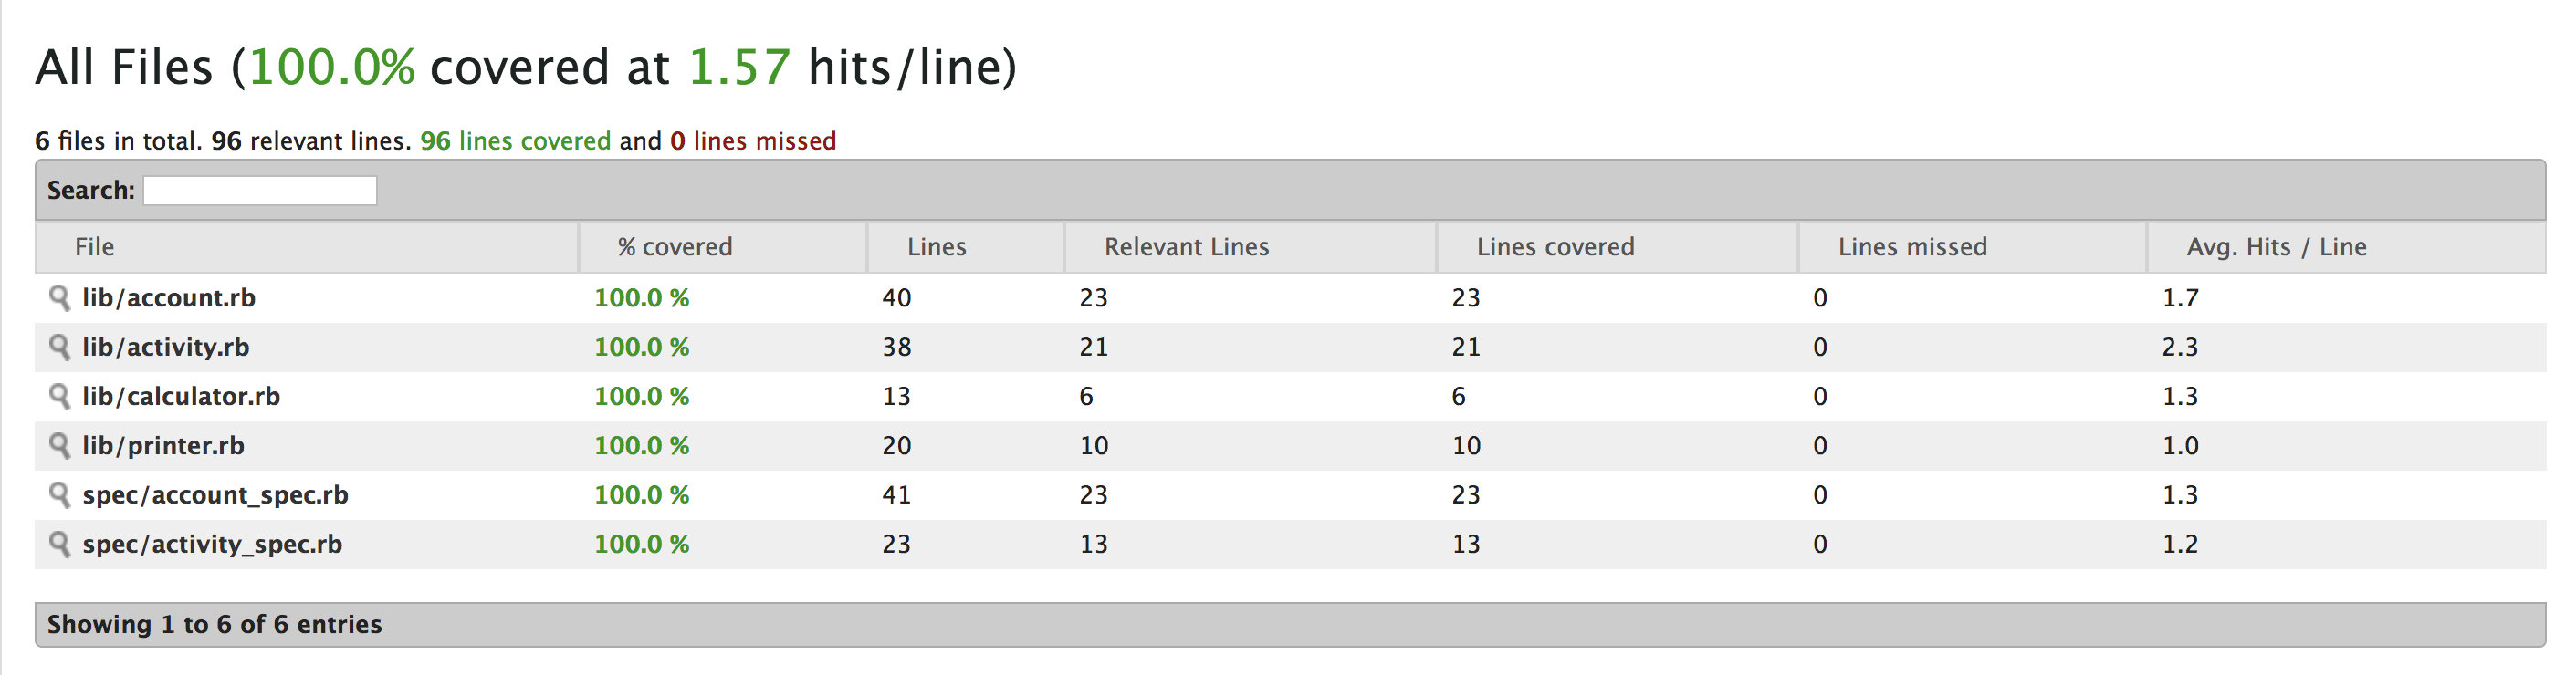 All Files (100.0% covered at 1.57 hits/line)
6 files in total. 96 relevant lines. 96 lines covered and 0 lines missed
Search:
File % covered Lines Relevant Lines Lines covered Lines missed Avg. Hits / Line
lib/account.rb 100.0 % 40 23 23 0 1.7
lib/activity.rb 100.0 % 38 21 21 0 2.3
lib/calculator.rb 100.0 % 13 6 6 0 1.3
lib/printer.rb 100.0 % 20 10 10 0 1.0
spec/account_spec.rb 100.0 % 41 23 23 0 1.3
spec/activity_spec.rb 100.0 % 23 13 13 0 1.2
Showing 1 to 6 of 6 entries